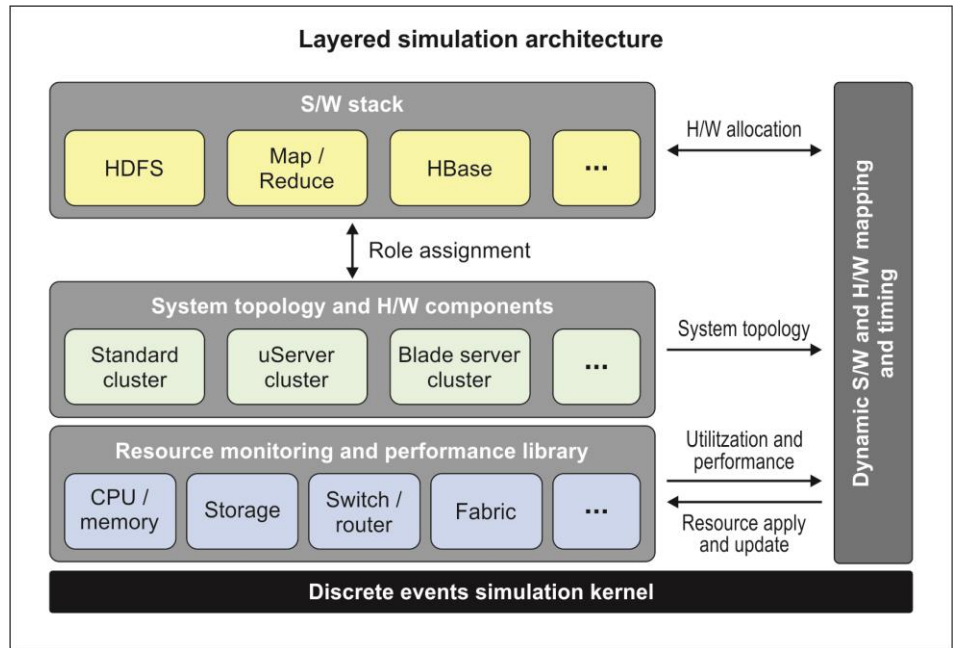 Layered simulation architecture
S/W stack
HDFS
Map /
Reduce
HBase
...
H/W allocation
Role assignment
System topology and H/W components
Standard
cluster
uServer
cluster
Blade server
cluster
...
System topology
Resource monitoring and performance library
CPU /
memory
Storage
Switch /
router
Fabric
...
Utilitzation and
performance
Resource apply
and update
Dynamic S/W and H/W mapping
and timing
Discrete events simulation kernel